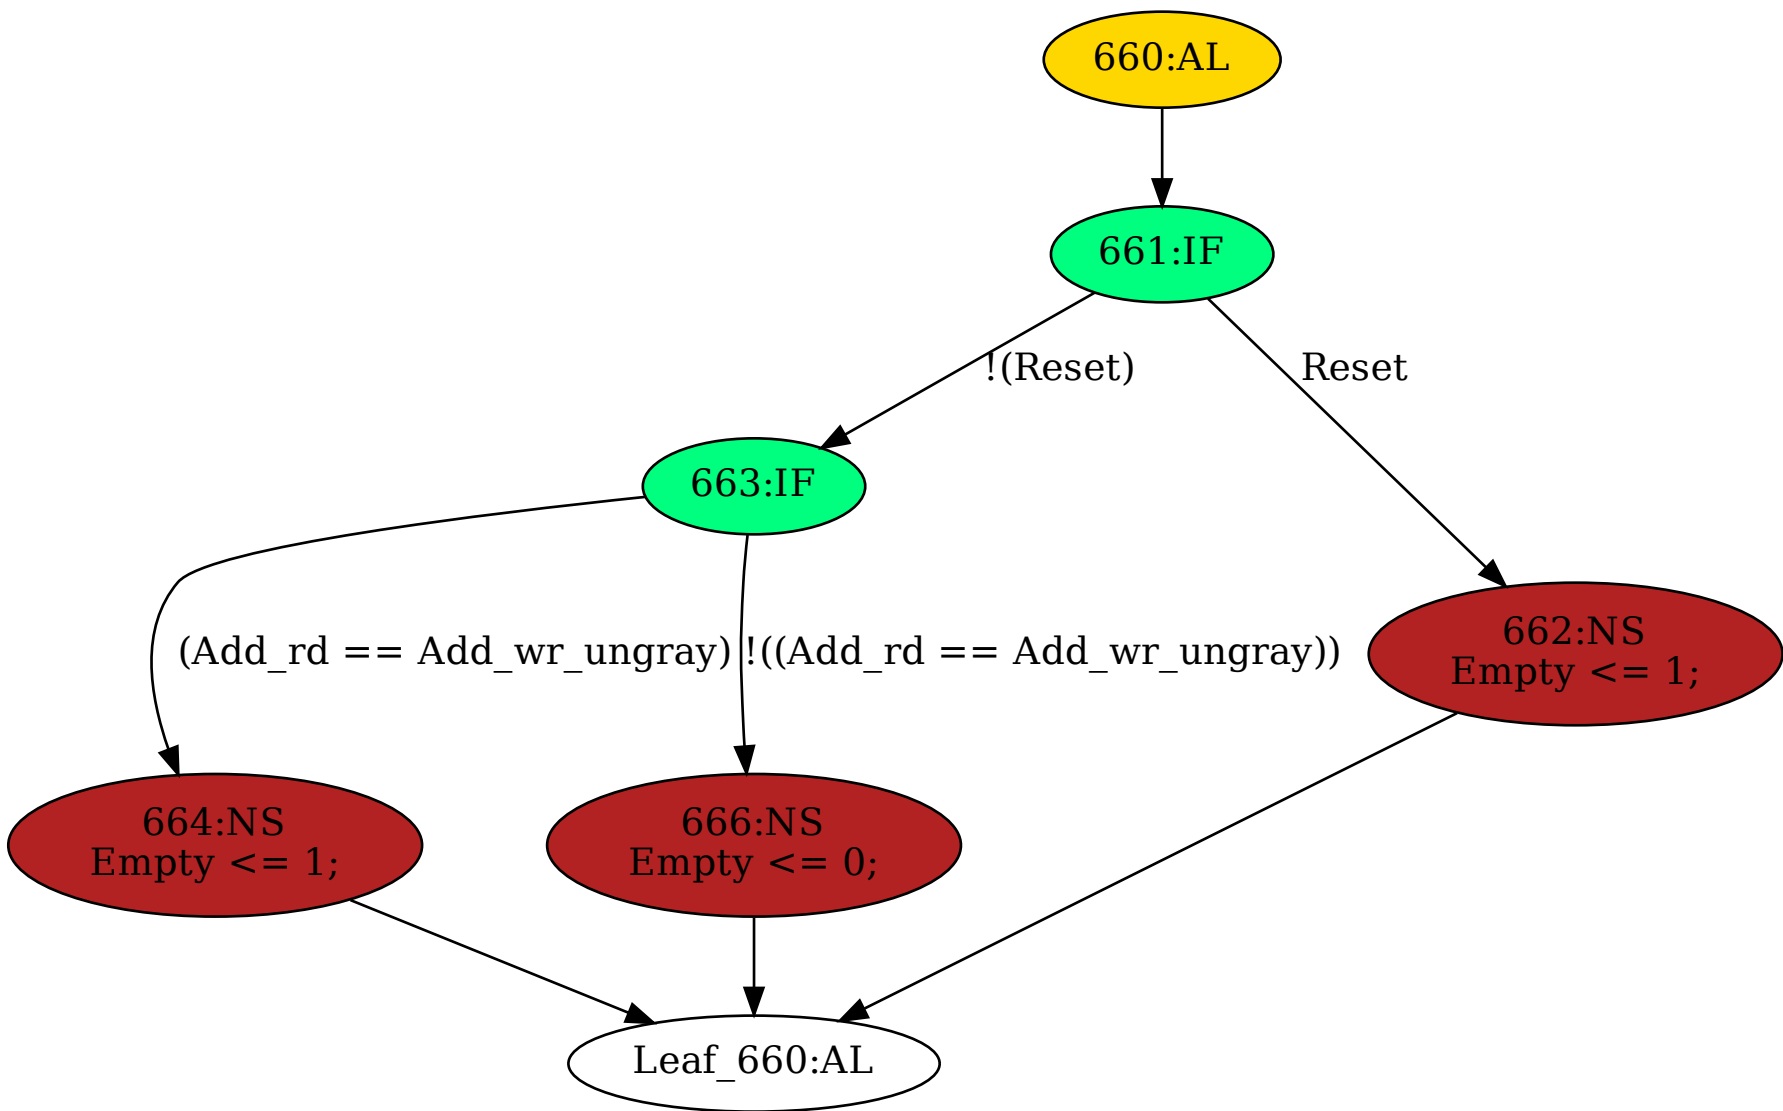 660:AL
661:IF
!(Reset)
Reset
663:IF
(Add_rd == Add_wr_ungray)
!((Add_rd == Add_wr_ungray))
662:NS
Empty <= 1;
664:NS
Empty <= 1;
666:NS
Empty <= 0;
Leaf_660:AL